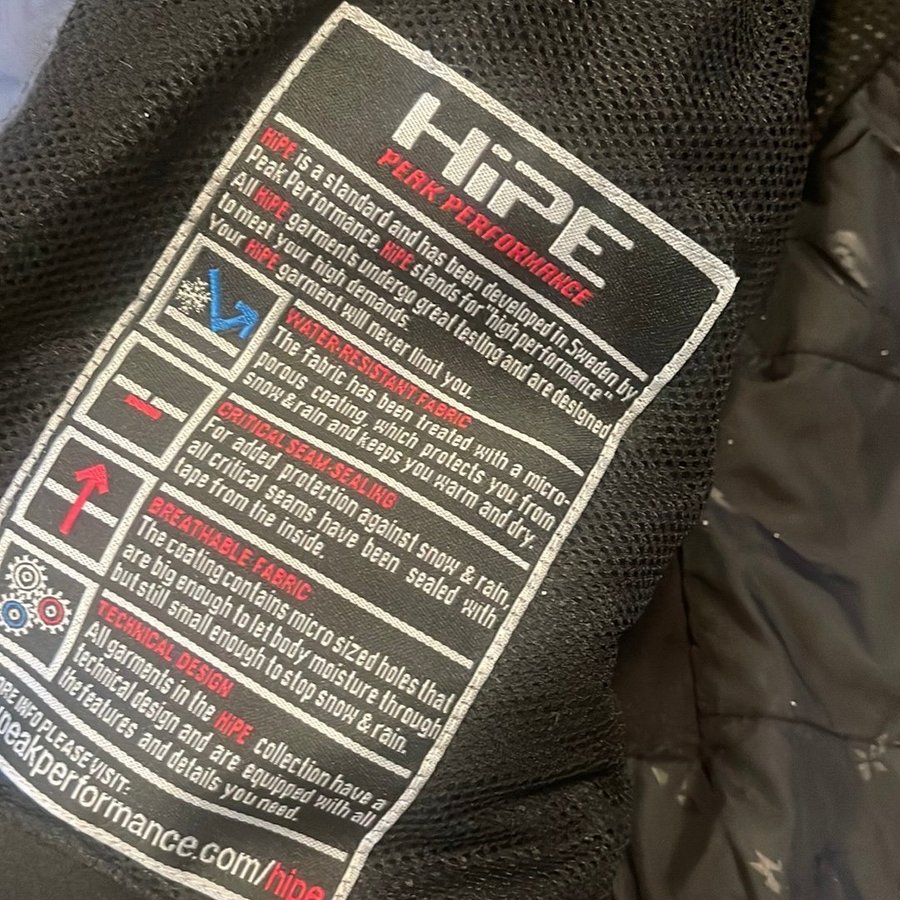 HiPE
PEAK PERFORMANCE
HiPE is a standard and has been developed in Sweden by
Peak Performance. HiPE stands for "high performance"
All HiPE garments undergo great testing and are designed
to meet your high demands.
Your HiPE garment will never limit you.
WATER-RESISTANT FABRIC
The fabric has been treated with a micro-
porous coating, which protects you from
snow & rain and keeps you warm and dry.
CRITICAL SEAM-SEALING
For added protection against snow & rain,
all critical seams have been sealed with
tape from the inside.
BREATHABLE FABRIC
The coating contains micro sized holes that
are big enough to let body moisture through
but still small enough to stop snow & rain.
TECHNICAL DESIGN
All garments in the HiPE collection have a
technical design and are equipped with all
the features and details you need.
ORE INFO PLEASE VISIT:
peakperformance.com/hipe